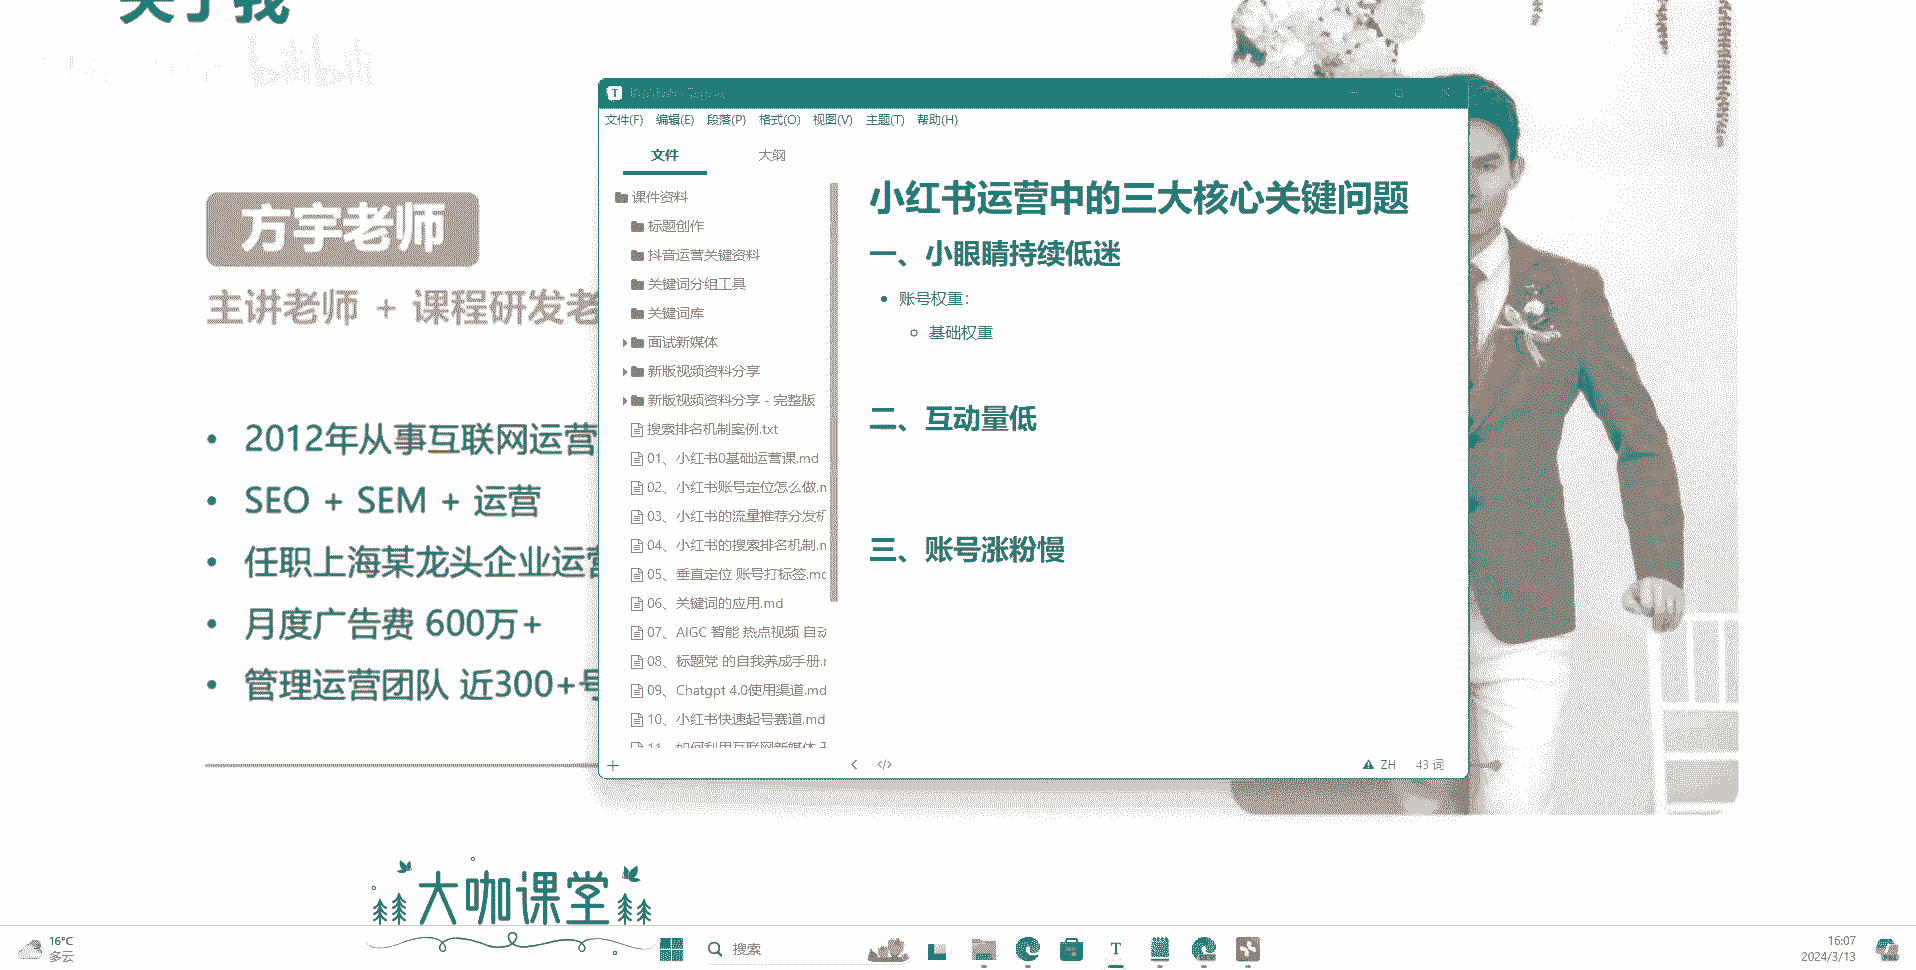 关于我
bilibili
方宇老师
主讲老师 + 课程研发老
2012年从事互联网运营
SEO + SEM + 运营
任职上海某龙头企业运营
月度广告费 600万+
管理运营团队 近300+号
文件(F) 编辑(E) 段落(P) 格式(O) 视图(V) 主题(T) 帮助(H)
文件 大纲
课件资料
标题创作
抖音运营关键资料
关键词分组工具
关键词库
面试新媒体
新版视频资料分享
新版视频资料分享 - 完整版
搜索排名机制案例.txt
01、小红书0基础运营课.md
02、小红书账号定位怎么做.m
03、小红书的流量推荐分发机
04、小红书的搜索排名机制.m
05、垂直定位 账号打标签.mc
06、关键词的应用.md
07、AIGC 智能 热点视频 自动
08、标题党 的自我养成手册.r
09、Chatgpt 4.0使用渠道.md
10、小红书快速起号赛道.md
11、如何利用互联网新媒体
小红书运营中的三大核心关键问题
一、小眼睛持续低迷
账号权重：
基础权重
二、互动量低
三、账号涨粉慢
ZH 43 词
大咖课堂
16°C
多云
搜索
16:07
2024/3/13